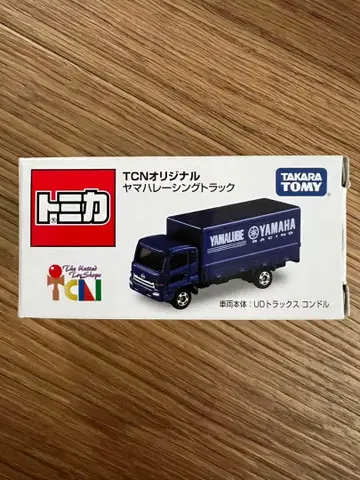 TCNオリジナル
ヤマハレーシングトラック
TAKARA
TOMY
トミカ
YAMALUBE YAMAHA
RACING
The United
Toy Shops
TCN
車両本体:UDトラックス コンドル